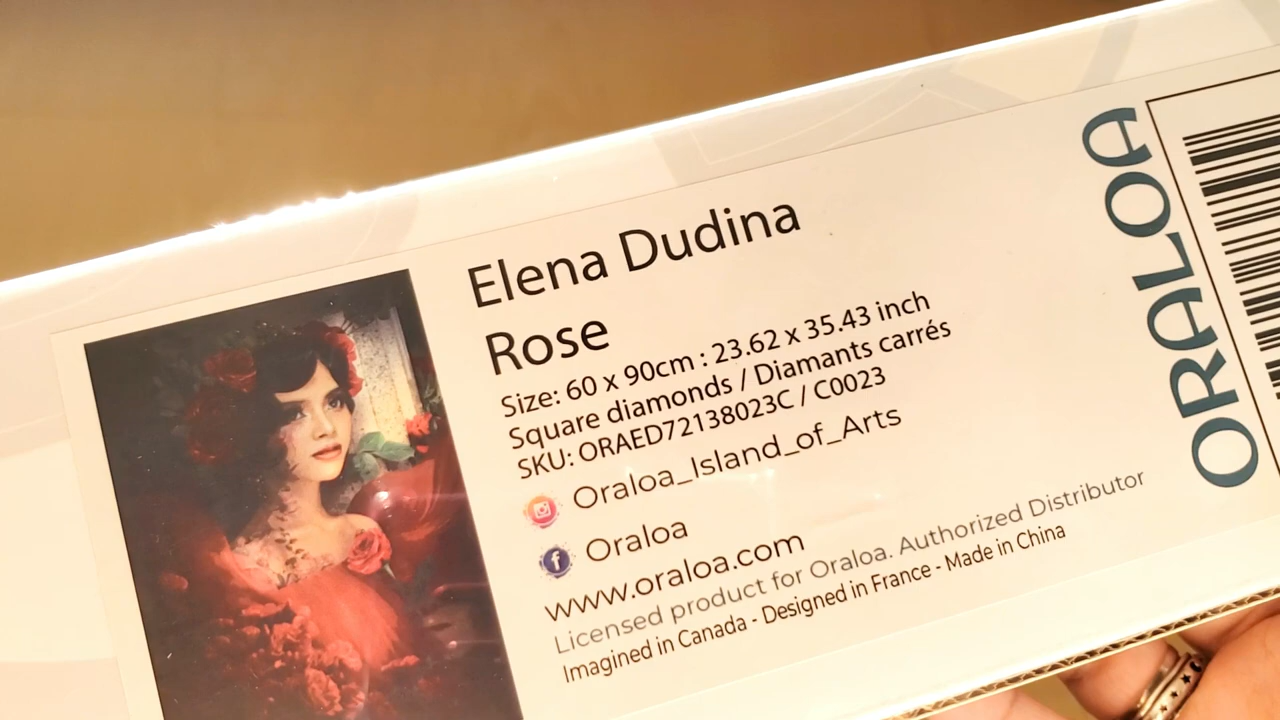 Elena Dudina
Rose
Size: 60 x 90cm : 23.62 x 35.43 inch
Square diamonds / Diamants carrés
SKU: ORAED72138023C / C0023
Oraloa_Island_of_Arts
Oraloa
www.oraloa.com
Licensed product for Oraloa. Authorized Distributor
Imagined in Canada - Designed in France - Made in China
ORALOA